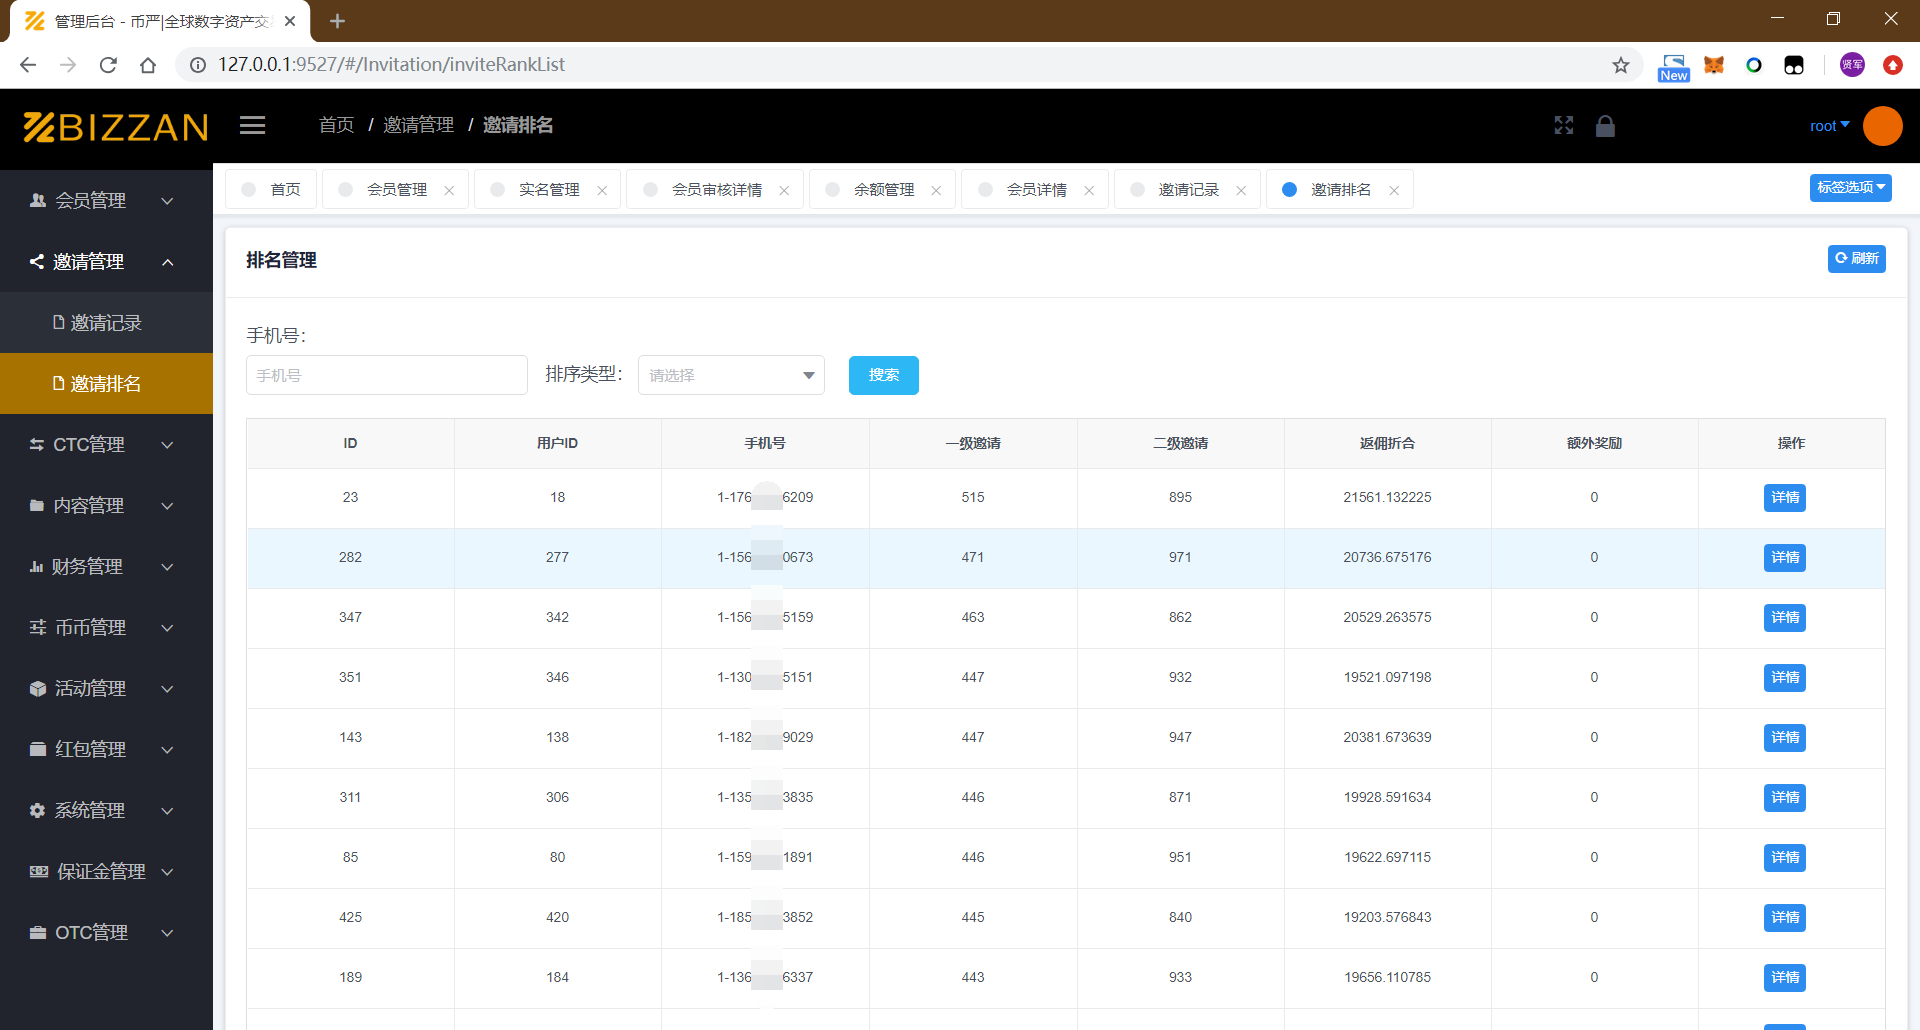 管理后台 - 币严|全球数字资产交
127.0.0.1:9527/#/Invitation/inviteRankList
New
贤军
BIZZAN
首页 / 邀请管理 / 邀请排名
root
首页
会员管理
实名管理
会员审核详情
余额管理
会员详情
邀请记录
邀请排名
标签选项
会员管理
邀请管理
邀请记录
邀请排名
CTC管理
内容管理
财务管理
币币管理
活动管理
红包管理
系统管理
保证金管理
OTC管理
排名管理
刷新
手机号：
手机号
排序类型：
请选择
搜索
ID 用户ID 手机号 一级邀请 二级邀请 返佣折合 额外奖励 操作
23 18 1-176 6209 515 895 21561.132225 0 详情
282 277 1-156 0673 471 971 20736.675176 0 详情
347 342 1-156 5159 463 862 20529.263575 0 详情
351 346 1-130 5151 447 932 19521.097198 0 详情
143 138 1-182 9029 447 947 20381.673639 0 详情
311 306 1-135 3835 446 871 19928.591634 0 详情
85 80 1-159 1891 446 951 19622.697115 0 详情
425 420 1-185 3852 445 840 19203.576843 0 详情
189 184 1-136 6337 443 933 19656.110785 0 详情